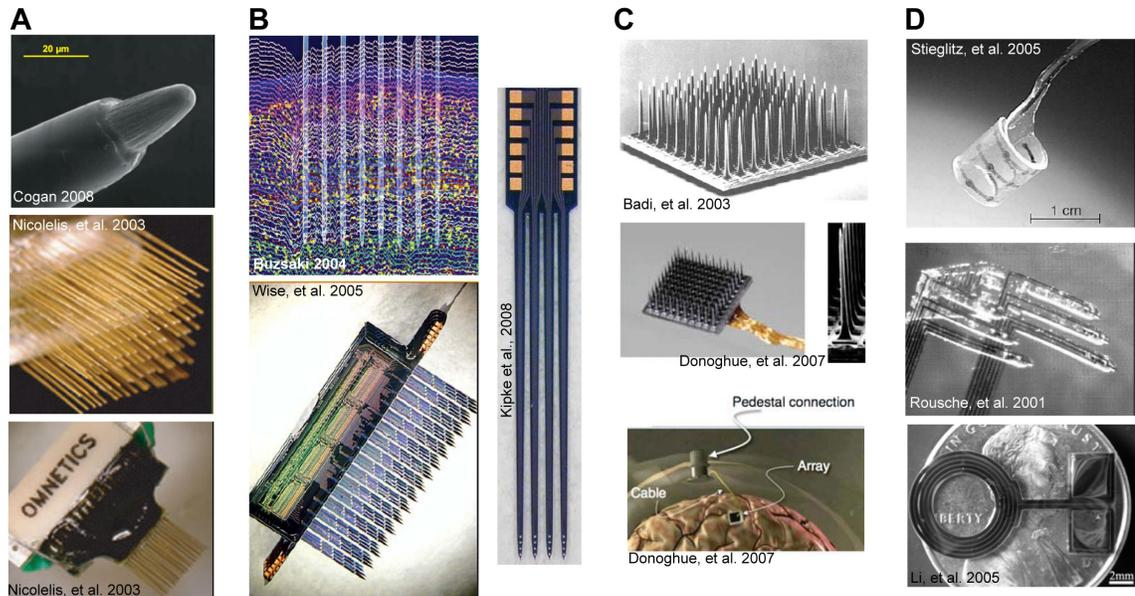 A
20 µm
Cogan 2008
Nicolelis, et al. 2003
OMNETICS
Nicolelis, et al. 2003
B
Buzsaki 2004
Wise, et al. 2005
Kipke et al., 2008
C
Badi, et al. 2003
Donoghue, et al. 2007
Pedestal connection
Array
Cable
Donoghue, et al. 2007
D
Stieglitz, et al. 2005
1 cm
Rousche, et al. 2001
BERTY
Li, et al. 2005
2mm